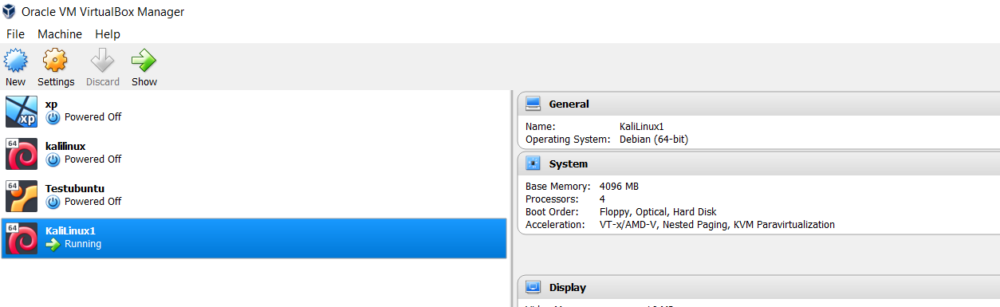 Oracle VM VirtualBox Manager
File Machine Help
New Settings Discard Show
xp
xp
Powered Off
64
kalilinux
Powered Off
64
Testubuntu
Powered Off
64
KaliLinux1
Running
General
Name: KaliLinux1
Operating System: Debian (64-bit)
System
Base Memory: 4096 MB
Processors: 4
Boot Order: Floppy, Optical, Hard Disk
Acceleration: VT-x/AMD-V, Nested Paging, KVM Paravirtualization
Display